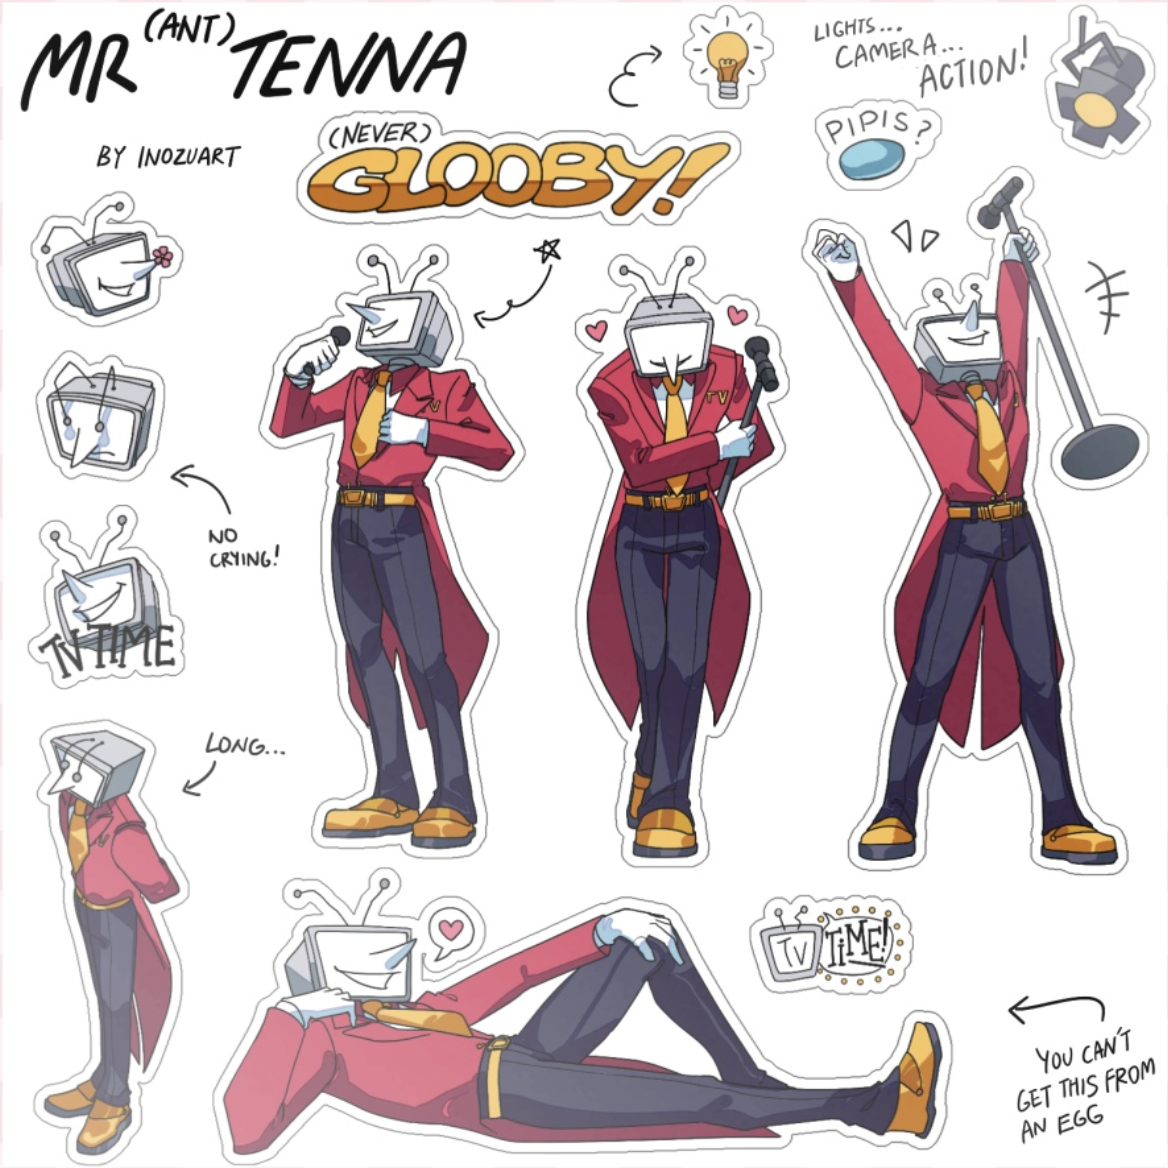 MR (ANT) TENNA
BY INOZUART
(NEVER)
GLOOBY!
LIGHTS...
CAMERA...
ACTION!
PIPIS?
TV
NO
CRYING!
TV TIME
LONG...
TV TIME!
YOU CAN'T
GET THIS FROM
AN EGG